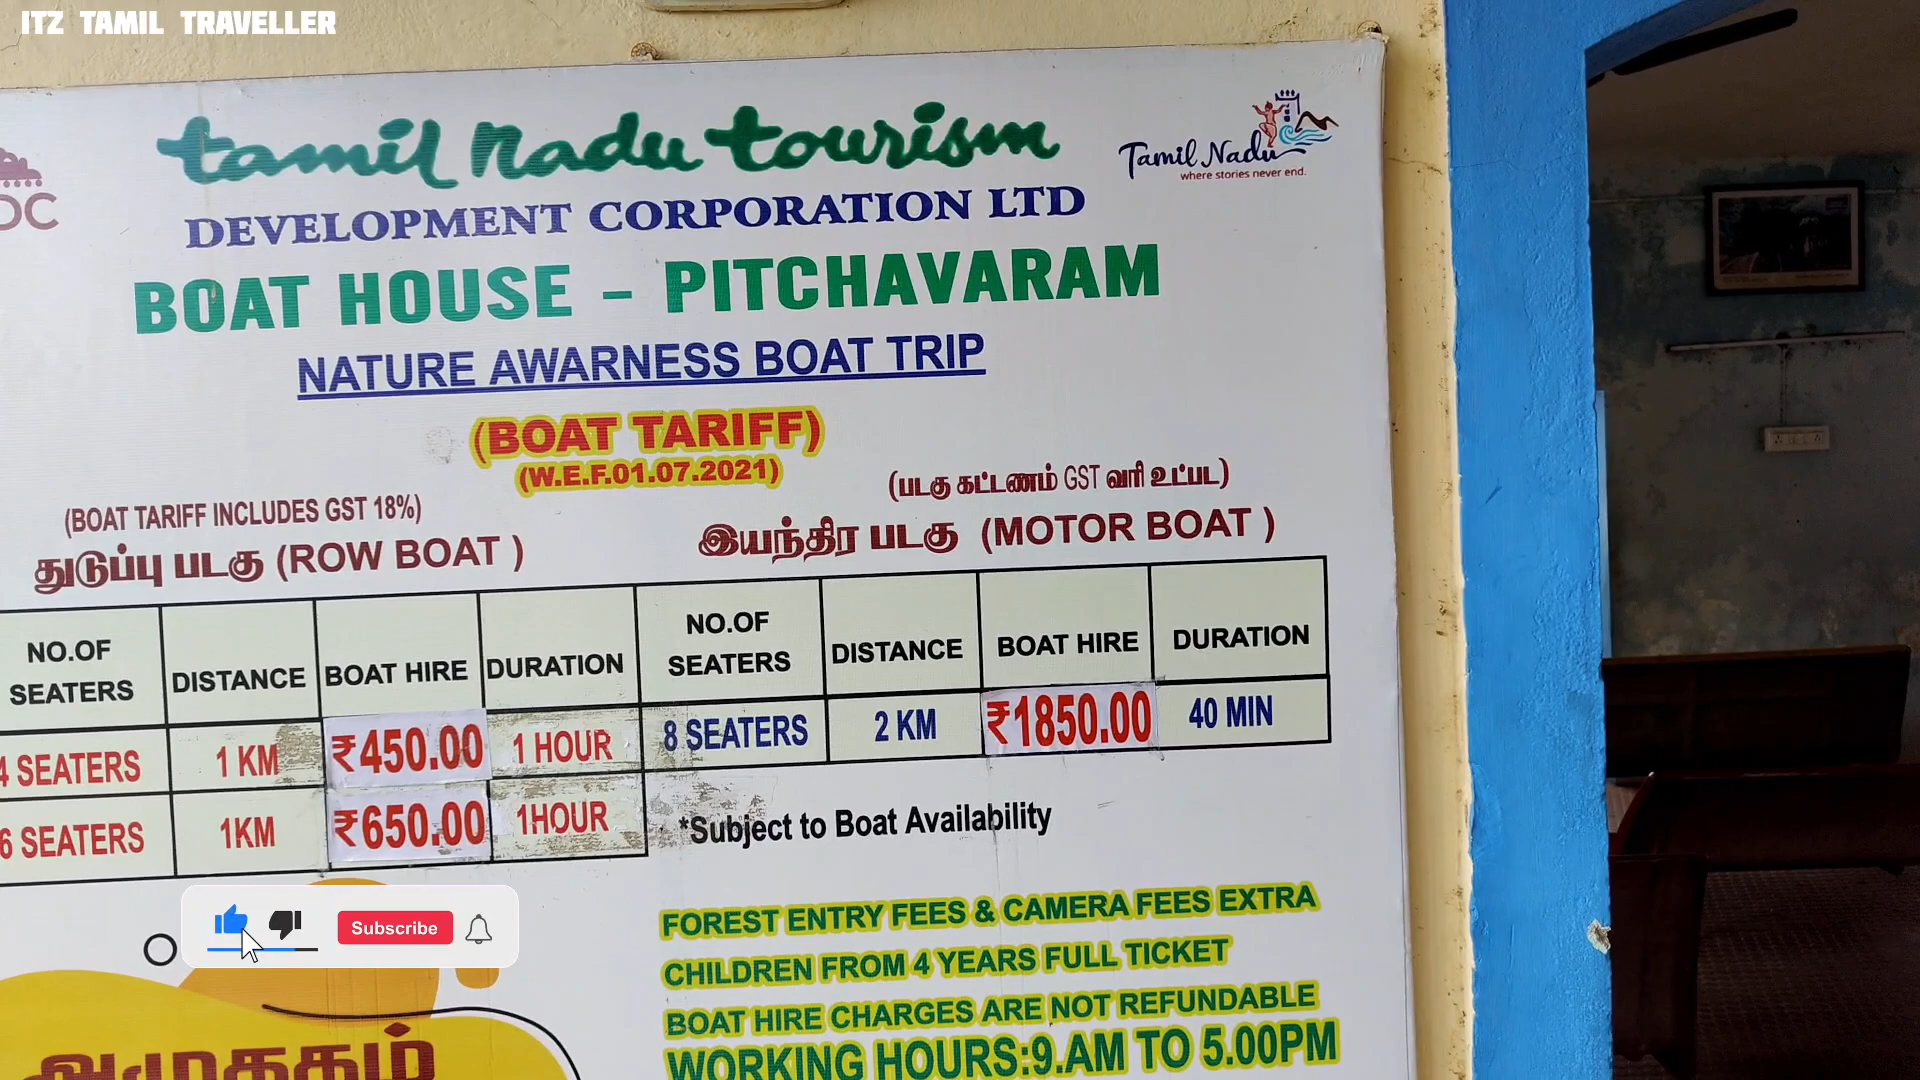 ITZ TAMIL TRAVELLER
tamil nadu tourism
Tamil Nadu
where stories never end.
DEVELOPMENT CORPORATION LTD
BOAT HOUSE - PITCHAVARAM
NATURE AWARNESS BOAT TRIP
(BOAT TARIFF)
(W.E.F.01.07.2021)
(BOAT TARIFF INCLUDES GST 18%)
(படகு கட்டணம் GST வரி உட்பட)
துடுப்பு படகு (ROW BOAT )
இயந்திர படகு (MOTOR BOAT )
NO.OF SEATERS DISTANCE BOAT HIRE DURATION NO.OF SEATERS DISTANCE BOAT HIRE DURATION
4 SEATERS 1 KM ₹450.00 1 HOUR 8 SEATERS 2 KM ₹1850.00 40 MIN
6 SEATERS 1KM ₹650.00 1HOUR
*Subject to Boat Availability
Subscribe
FOREST ENTRY FEES & CAMERA FEES EXTRA
CHILDREN FROM 4 YEARS FULL TICKET
BOAT HIRE CHARGES ARE NOT REFUNDABLE
WORKING HOURS:9.AM TO 5.00PM